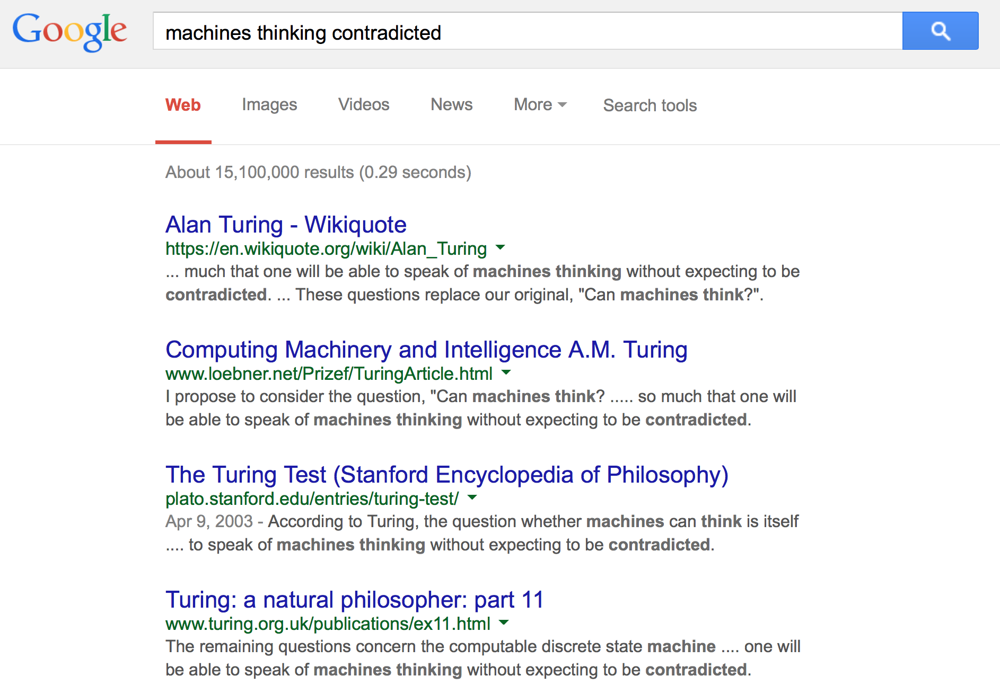 Google
machines thinking contradicted
Web Images Videos News More Search tools
About 15,100,000 results (0.29 seconds)
Alan Turing - Wikiquote
https://en.wikiquote.org/wiki/Alan_Turing
... much that one will be able to speak of machines thinking without expecting to be
contradicted. ... These questions replace our original, "Can machines think?".
Computing Machinery and Intelligence A.M. Turing
www.loebner.net/Prizef/TuringArticle.html
I propose to consider the question, "Can machines think? ..... so much that one will
be able to speak of machines thinking without expecting to be contradicted.
The Turing Test (Stanford Encyclopedia of Philosophy)
plato.stanford.edu/entries/turing-test/
Apr 9, 2003 - According to Turing, the question whether machines can think is itself
.... to speak of machines thinking without expecting to be contradicted.
Turing: a natural philosopher: part 11
www.turing.org.uk/publications/ex11.html
The remaining questions concern the computable discrete state machine .... one will
be able to speak of machines thinking without expecting to be contradicted.